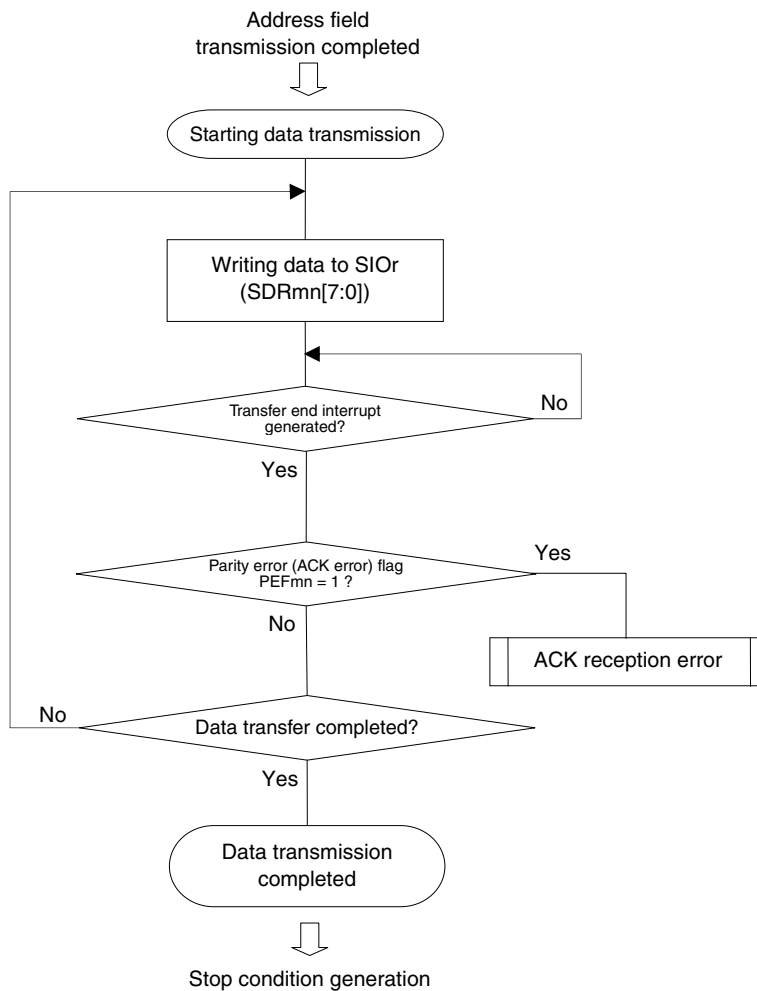 Address field
transmission completed
Starting data transmission
Writing data to SIOr
(SDRmn[7:0])
Transfer end interrupt
generated?
No
Yes
Parity error (ACK error) flag
PEFmn = 1 ?
Yes
No
ACK reception error
Data transfer completed?
No
Yes
Data transmission
completed
Stop condition generation